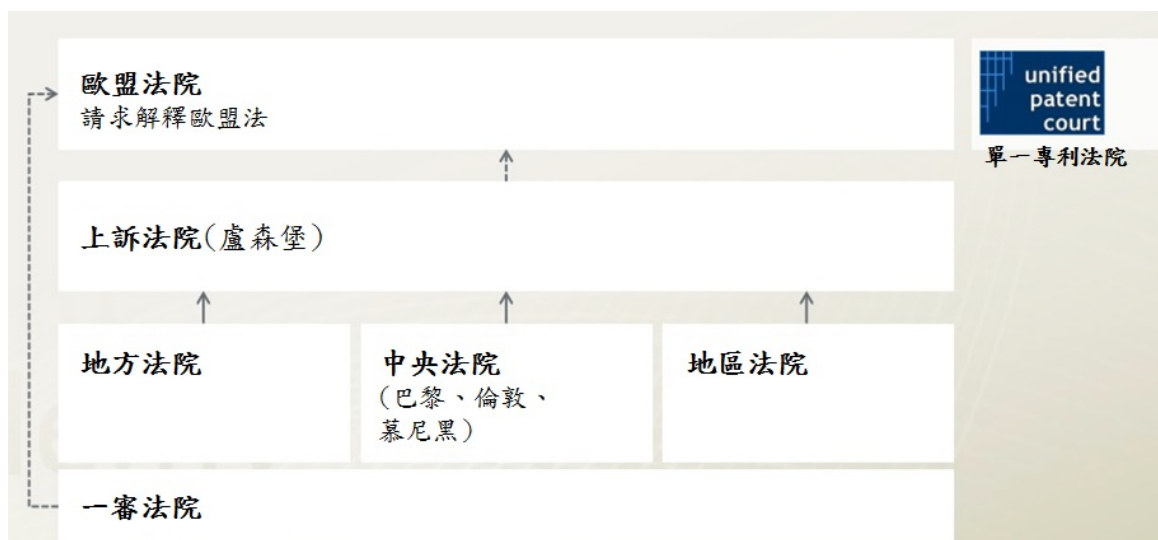 歐盟法院
請求解釋歐盟法
unified
patent
court
單一專利法院
上訴法院(盧森堡)
地方法院
中央法院
(巴黎、倫敦、
慕尼黑)
地區法院
一審法院